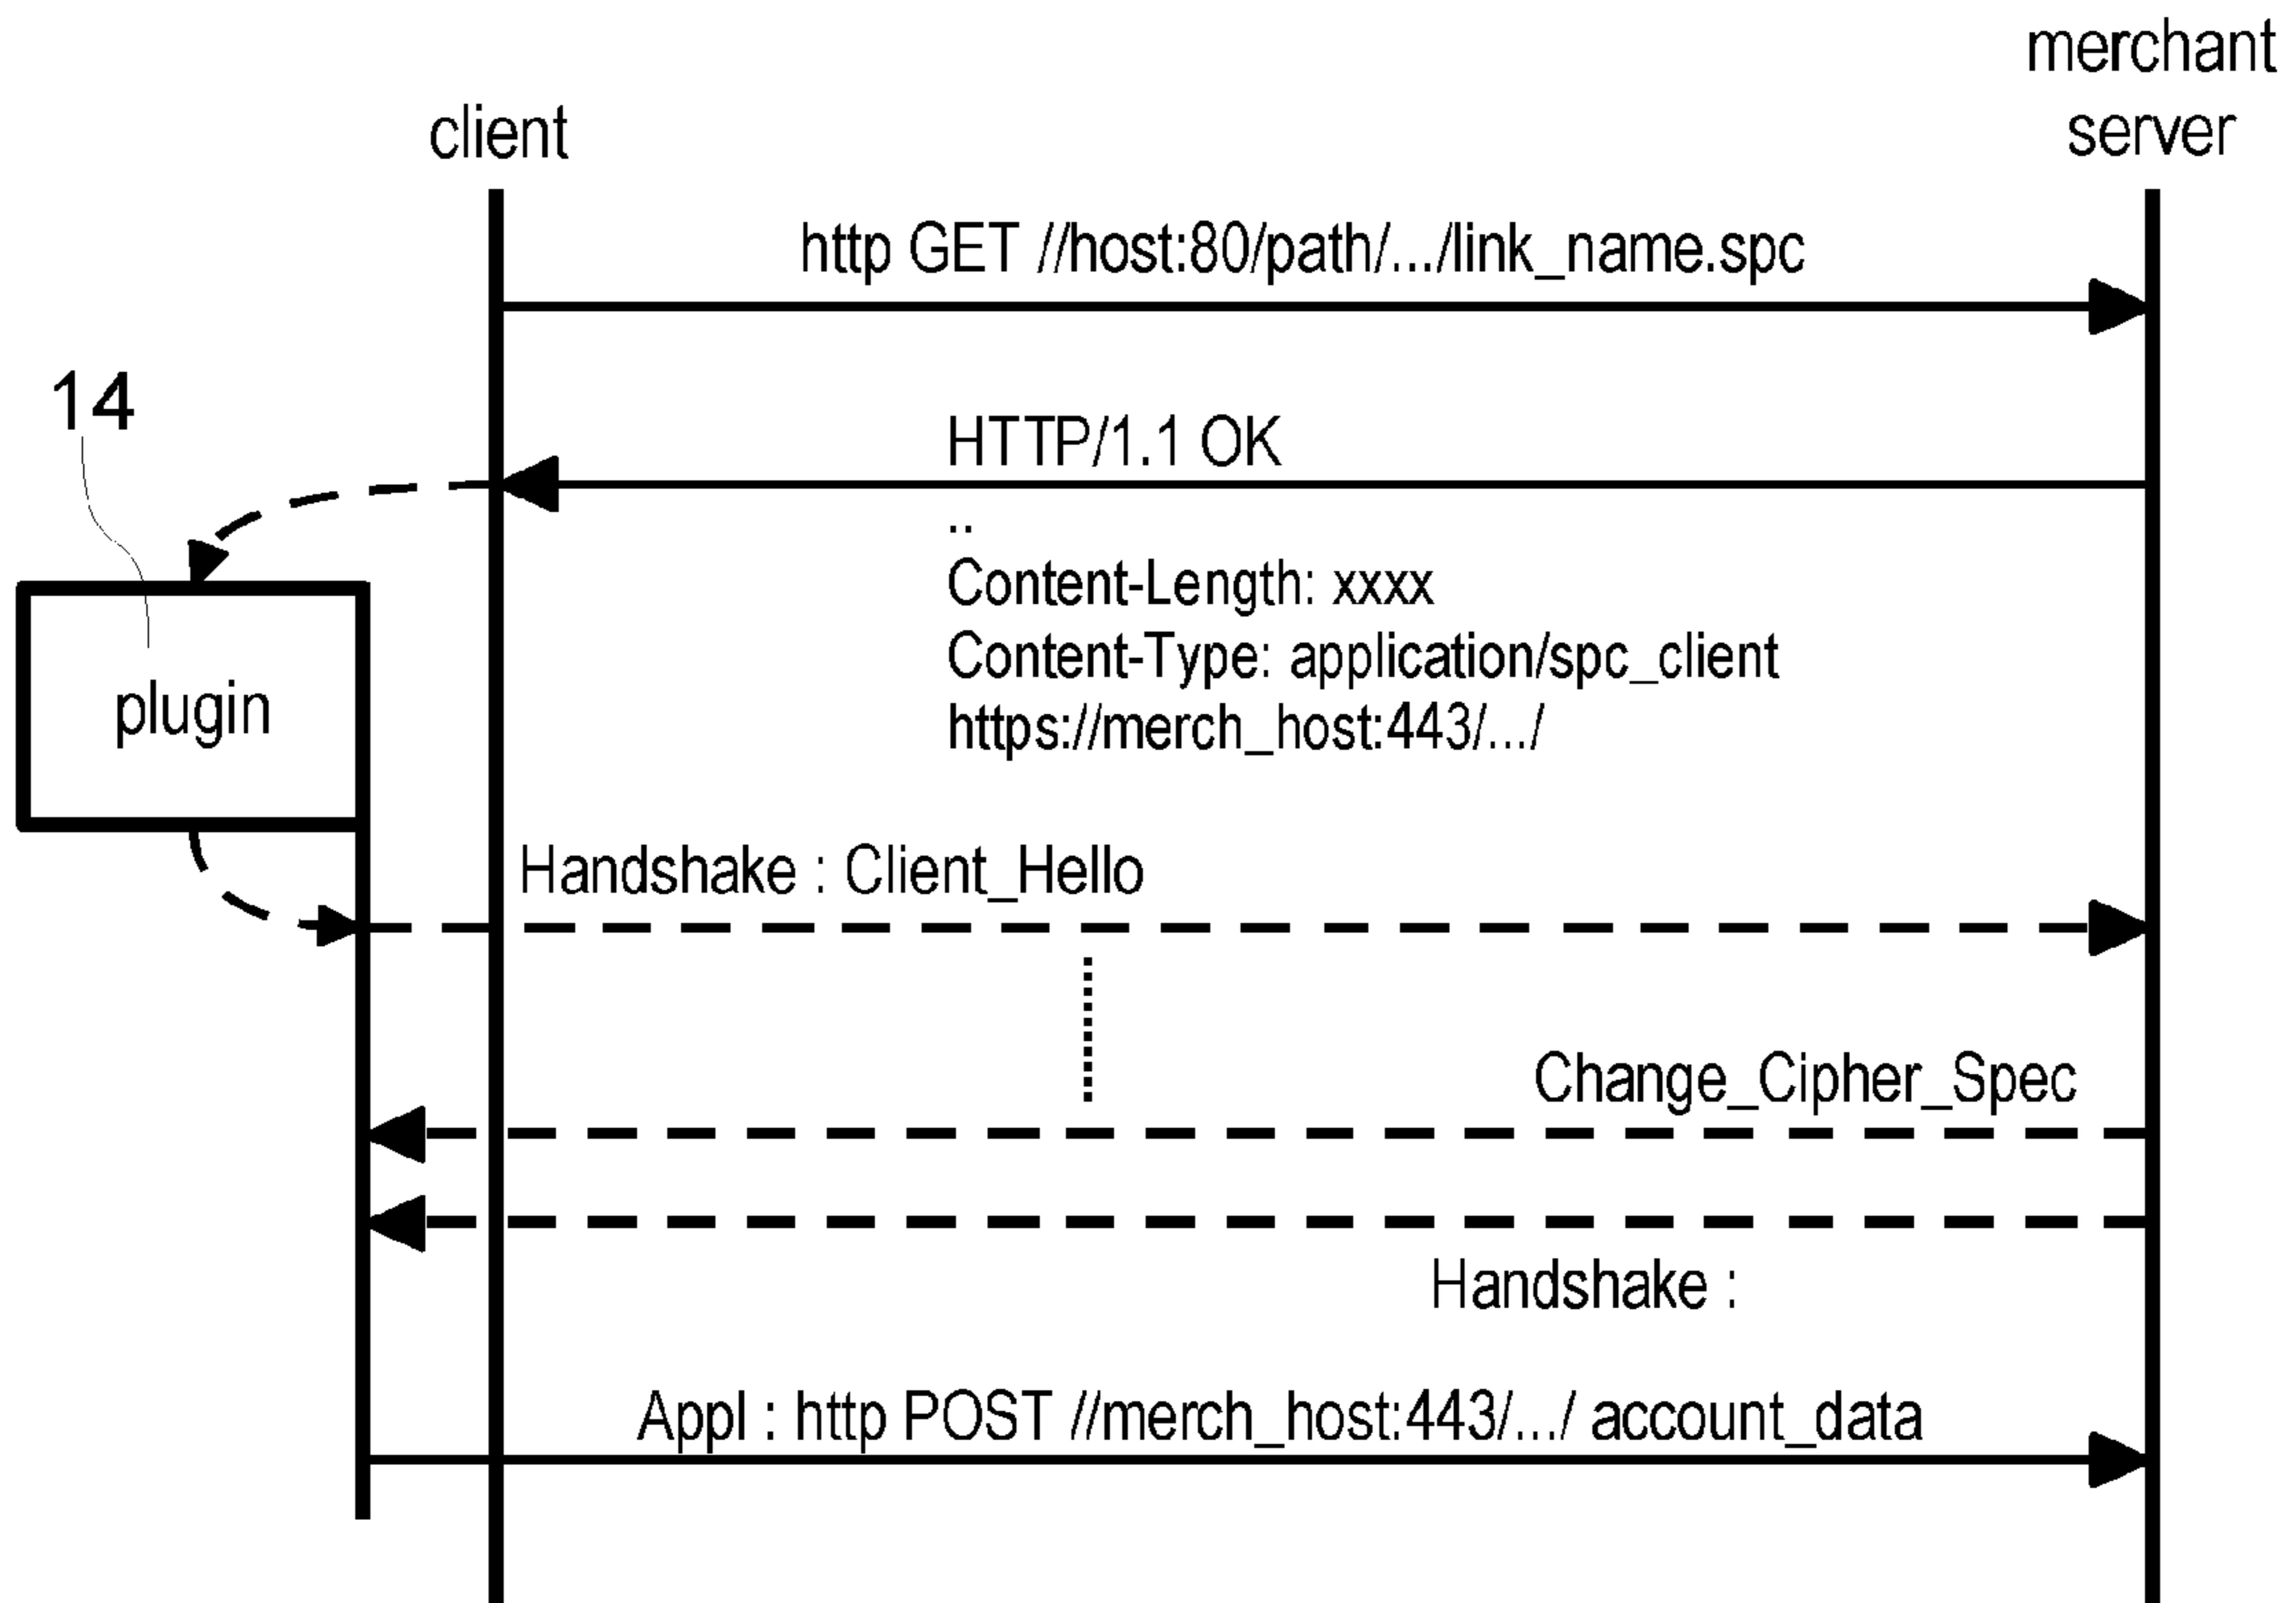 merchant
server
client
http GET //host:80/path/.../link_name.spc
14
HTTP/1.1 OK
..
Content-Length: xxxx
Content-Type: application/spc_client
https://merch_host:443/.../
plugin
Handshake : Client_Hello
Change_Cipher_Spec
Handshake :
Appl : http POST //merch_host:443/.../ account_data